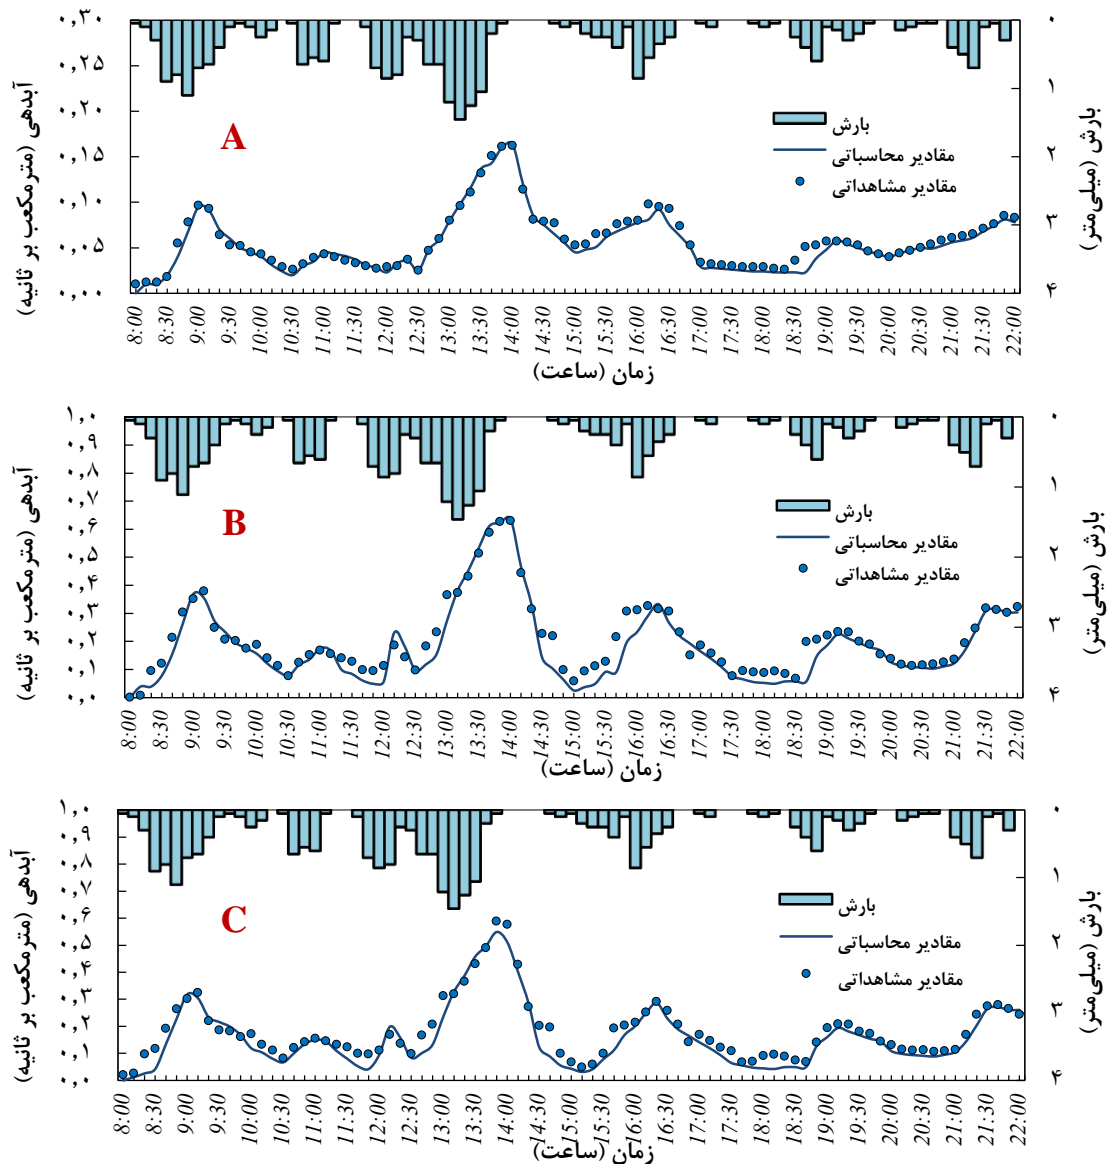 ۰٫۳۰
۰٫۲۵
۰٫۲۰
۰٫۱۵
۰٫۱۰
۰٫۰۵
۰٫۰۰
آبدهی (مترمکعب بر ثانیه)
A
بارش
مقادیر محاسباتی
مقادیر مشاهداتی
۰
۱
۲
۳
۴
بارش (میلی‌متر)
8:00 8:30 9:00 9:30 10:00 10:30 11:00 11:30 12:00 12:30 13:00 13:30 14:00 14:30 15:00 15:30 16:00 16:30 17:00 17:30 18:00 18:30 19:00 19:30 20:00 20:30 21:00 21:30 22:00
زمان (ساعت)
۱٫۰
۰٫۹
۰٫۸
۰٫۷
۰٫۶
۰٫۵
۰٫۴
۰٫۳
۰٫۲
۰٫۱
۰٫۰
آبدهی (مترمکعب بر ثانیه)
B
بارش
مقادیر محاسباتی
مقادیر مشاهداتی
۰
۱
۲
۳
۴
بارش (میلی‌متر)
8:00 8:30 9:00 9:30 10:00 10:30 11:00 11:30 12:00 12:30 13:00 13:30 14:00 14:30 15:00 15:30 16:00 16:30 17:00 17:30 18:00 18:30 19:00 19:30 20:00 20:30 21:00 21:30 22:00
زمان (ساعت)
۱٫۰
۰٫۹
۰٫۸
۰٫۷
۰٫۶
۰٫۵
۰٫۴
۰٫۳
۰٫۲
۰٫۱
۰٫۰
آبدهی (مترمکعب بر ثانیه)
C
بارش
مقادیر محاسباتی
مقادیر مشاهداتی
۰
۱
۲
۳
۴
بارش (میلی‌متر)
8:00 8:30 9:00 9:30 10:00 10:30 11:00 11:30 12:00 12:30 13:00 13:30 14:00 14:30 15:00 15:30 16:00 16:30 17:00 17:30 18:00 18:30 19:00 19:30 20:00 20:30 21:00 21:30 22:00
زمان (ساعت)